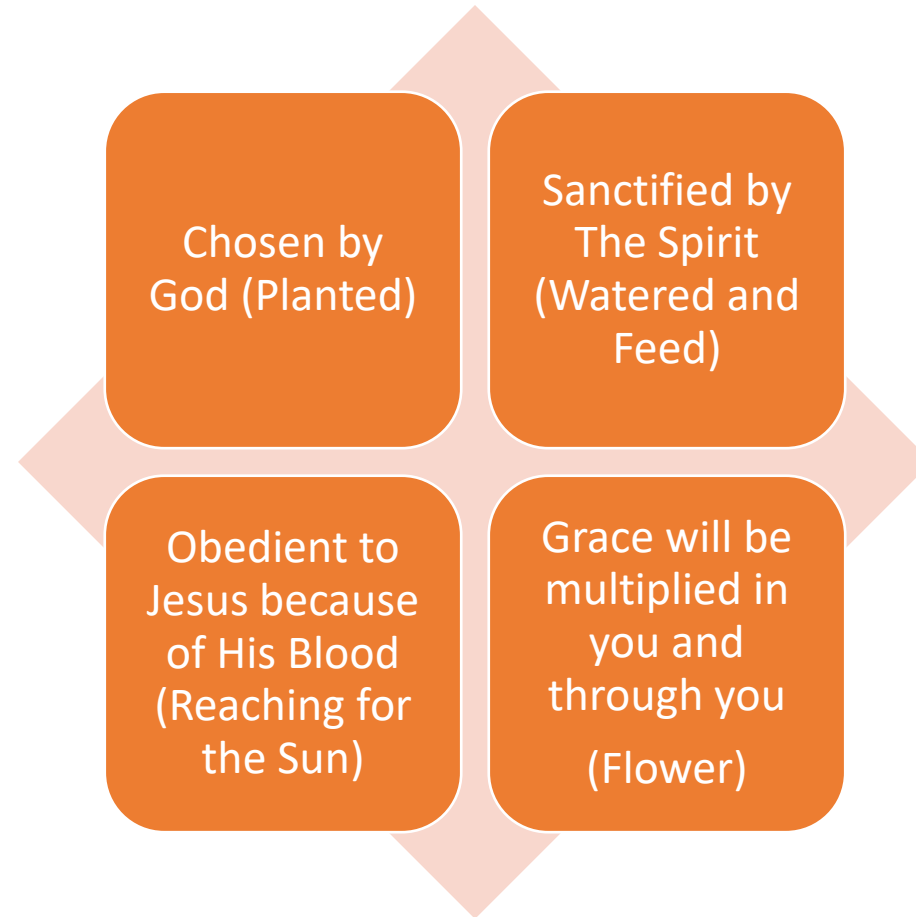 Chosen by
God (Planted)
Sanctified by
The Spirit
(Watered and
Feed)
Obedient to
Jesus because
of His Blood
(Reaching for
the Sun)
Grace will be
multiplied in
you and
through you
(Flower)